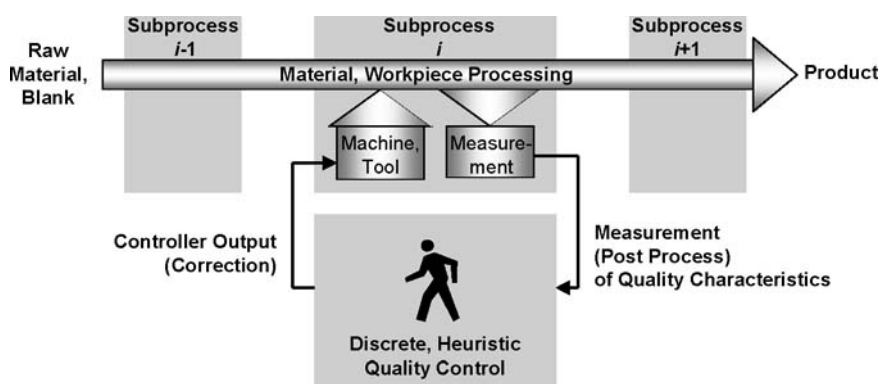 Subprocess
i-1
Subprocess
i
Subprocess
i+1
Raw
Material,
Blank
Material, Workpiece Processing
Product
Machine,
Tool
Measure-
ment
Controller Output
(Correction)
Measurement
(Post Process)
of Quality Characteristics
Discrete, Heuristic
Quality Control